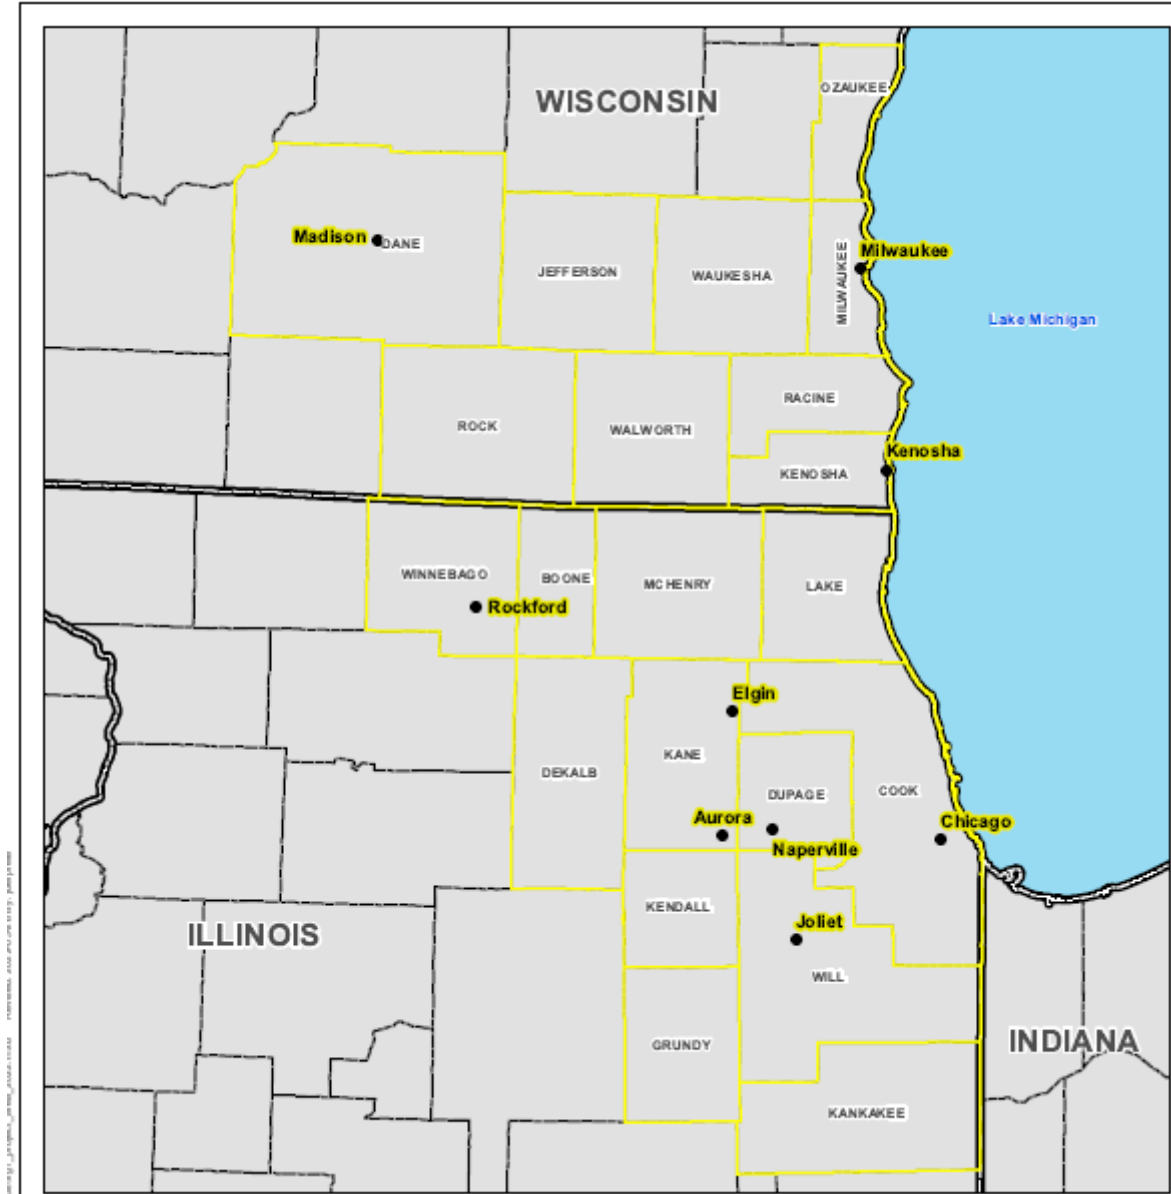 WISCONSIN
OZAUKEE
Madison
DANE
JEFFERSON
WAUKESHA
MILWAUKEE
Milwaukee
Lake Michigan
RACINE
ROCK
WALWORTH
KENOSHA
Kenosha
WINNEBAGO
BOONE
MCHENRY
LAKE
Rockford
Elgin
KANE
DEKALB
DUPAGE
COOK
Aurora
Chicago
Naperville
KENDALL
Joliet
ILLINOIS
WILL
GRUNDY
INDIANA
KANKAKEE